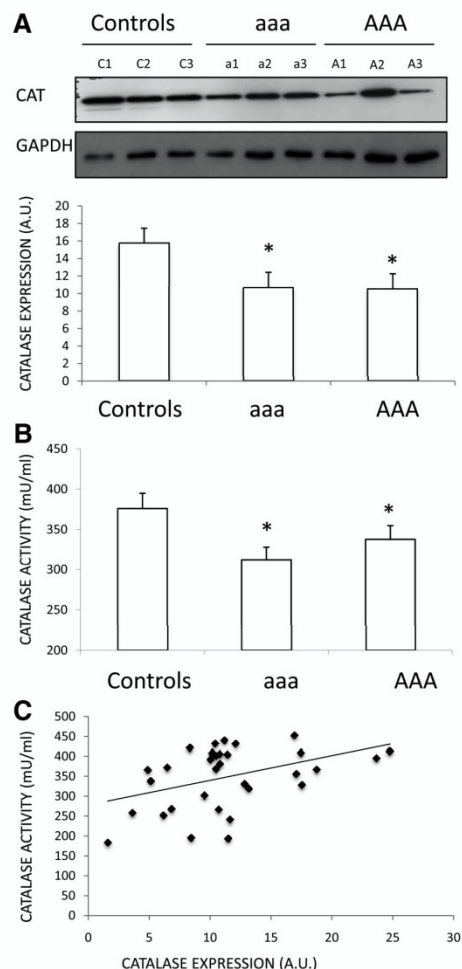 A
Controls aaa AAA
C1 C2 C3 a1 a2 a3 A1 A2 A3
CAT
GAPDH
CATALASE EXPRESSION (A.U.)
20
18
16
14
12
10
8
6
4
2
0
* *
Controls aaa AAA
B
CATALASE ACTIVITY (mU/ml)
450
400
350
300
250
200
* *
Controls aaa AAA
C
CATALASE ACTIVITY (mU/ml)
500
450
400
350
300
250
200
150
100
50
0
0 5 10 15 20 25 30
CATALASE EXPRESSION (A.U.)